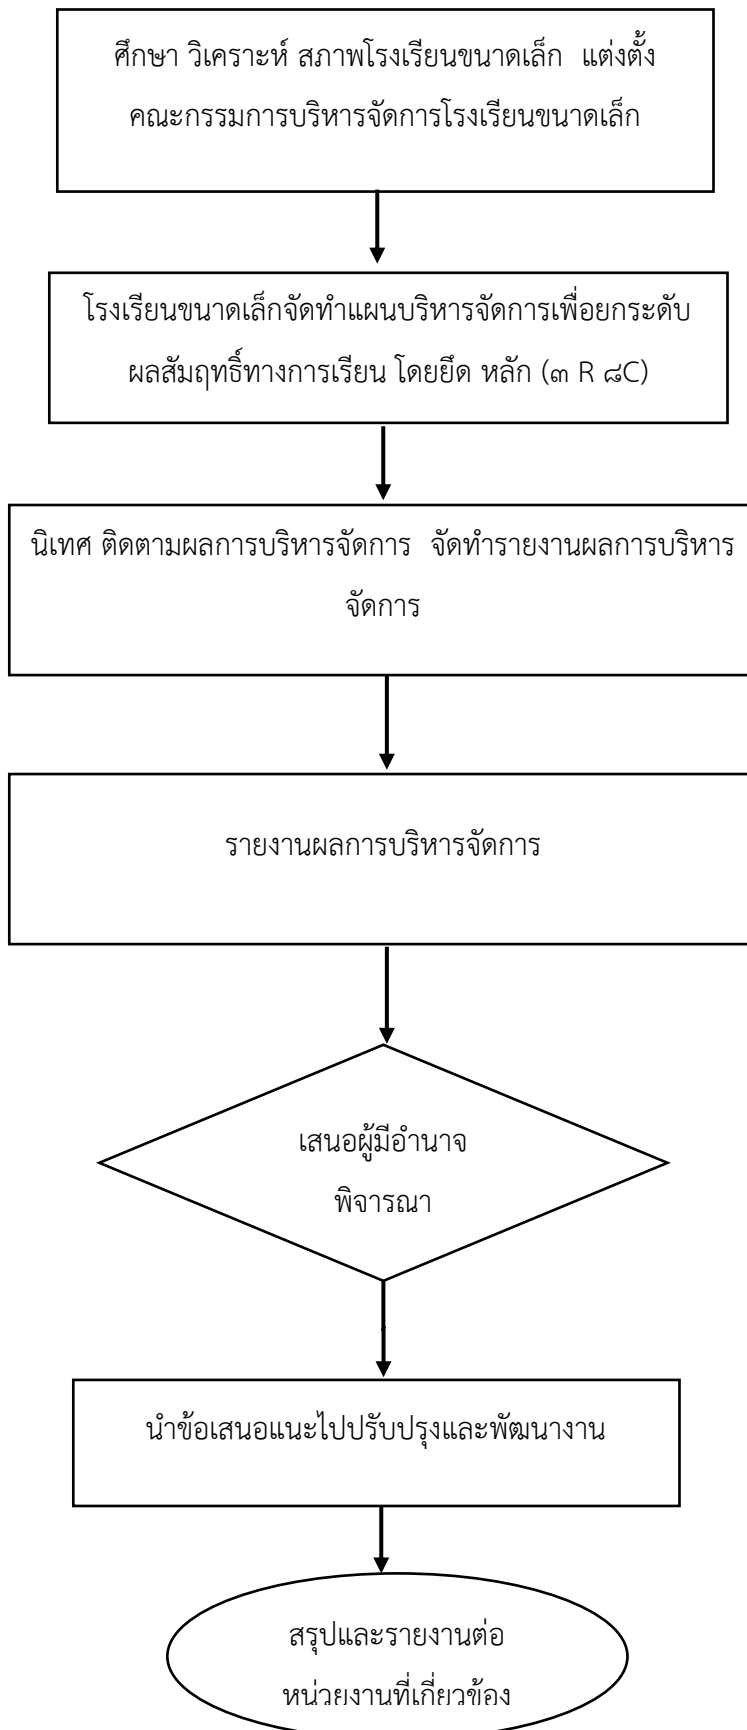 ศึกษา วิเคราะห์ สภาพโรงเรียนขนาดเล็ก แต่งตั้ง
คณะกรรมการบริหารจัดการโรงเรียนขนาดเล็ก
โรงเรียนขนาดเล็กจัดทำแผนบริหารจัดการเพื่อยกระดับ
ผลสัมฤทธิ์ทางการเรียน โดยยึด หลัก (๓ R ๘C)
นิเทศ ติดตามผลการบริหารจัดการ จัดทำรายงานผลการบริหาร
จัดการ
รายงานผลการบริหารจัดการ
เสนอผู้มีอำนาจ
พิจารณา
นำข้อเสนอแนะไปปรับปรุงและพัฒนางาน
สรุปและรายงานต่อ
หน่วยงานที่เกี่ยวข้อง